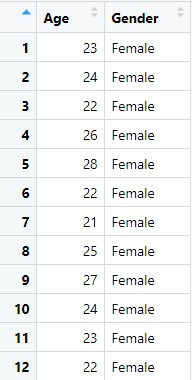 Age Gender
1 23 Female
2 24 Female
3 22 Female
4 26 Female
5 28 Female
6 22 Female
7 21 Female
8 25 Female
9 27 Female
10 24 Female
11 23 Female
12 22 Female